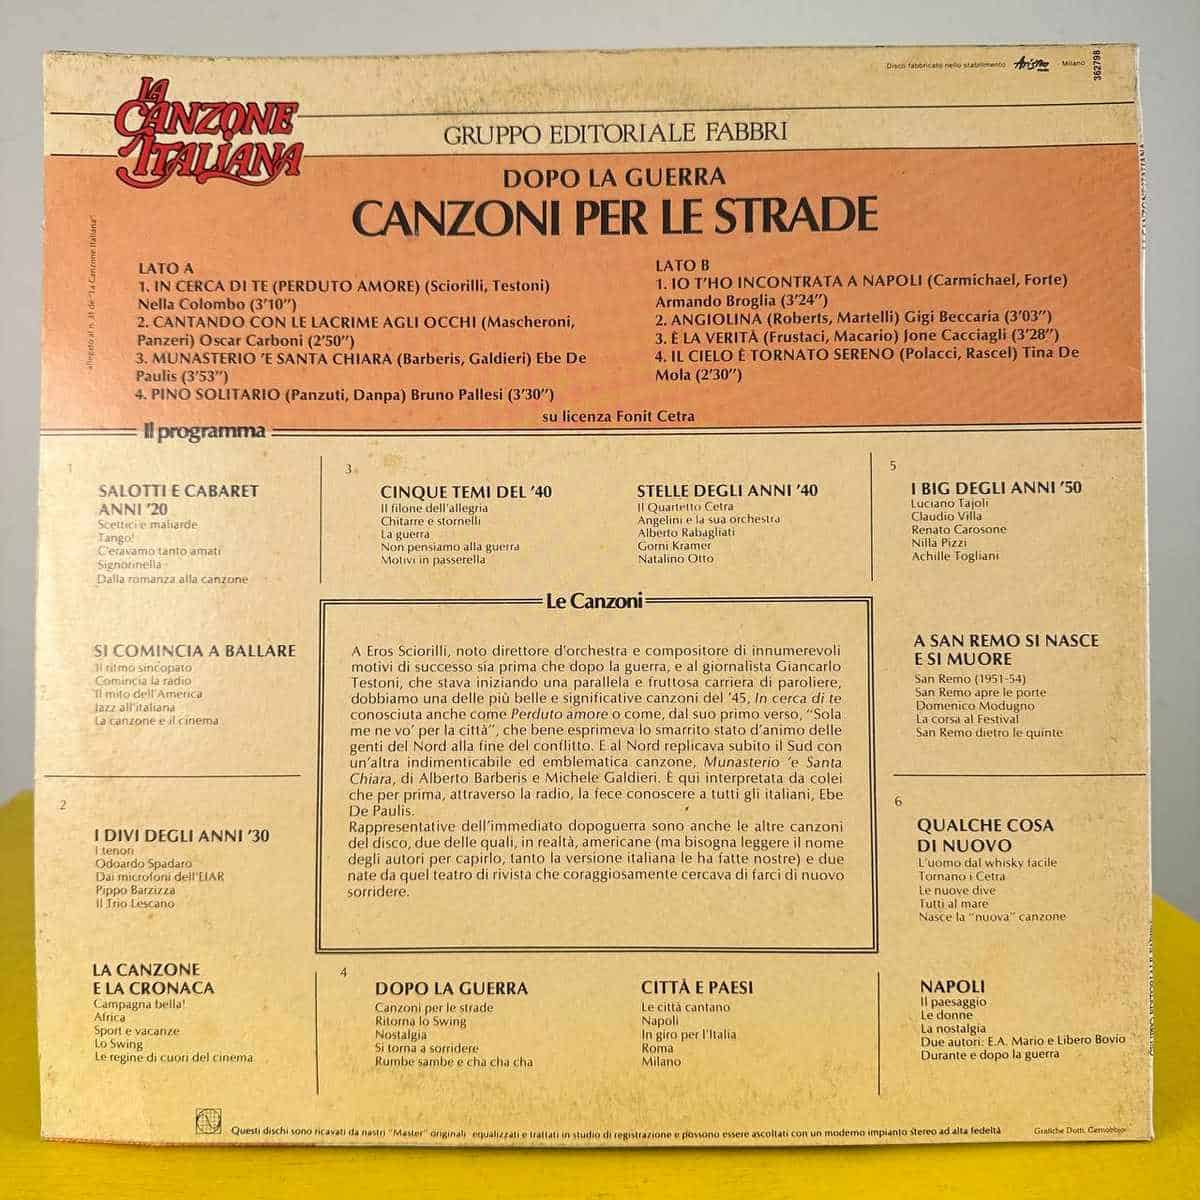 Disco fabbricato nello stabilimento Ariston Milano
362798
LA
CANZONE
ITALIANA
GRUPPO EDITORIALE FABBRI
DOPO LA GUERRA
CANZONI PER LE STRADE
allegato al n. 31 de "La Canzone Italiana"
LATO A
1. IN CERCA DI TE (PERDUTO AMORE) (Sciorilli, Testoni)
Nella Colombo (3'10")
2. CANTANDO CON LE LACRIME AGLI OCCHI (Mascheroni,
Panzeri) Oscar Carboni (2'50")
3. MUNASTERIO 'E SANTA CHIARA (Barberis, Galdieri) Ebe De
Paulis (3'53")
4. PINO SOLITARIO (Panzuti, Danpa) Bruno Pallesi (3'30")
LATO B
1. IO T'HO INCONTRATA A NAPOLI (Carmichael, Forte)
Armando Broglia (3'24")
2. ANGIOLINA (Roberts, Martelli) Gigi Beccaria (3'03")
3. È LA VERITÀ (Frustaci, Macario) Jone Cacciagli (3'28")
4. IL CIELO È TORNATO SERENO (Polacci, Rascel) Tina De
Mola (2'30")
su licenza Fonit Cetra
Il programma
1
SALOTTI E CABARET
ANNI '20
Scettici e maliarde
Tango!
C'eravamo tanto amati
Signorinella
Dalla romanza alla canzone
SI COMINCIA A BALLARE
Il ritmo sincopato
Comincia la radio
Il mito dell'America
Jazz all'italiana
La canzone e il cinema
2
I DIVI DEGLI ANNI '30
I tenori
Odoardo Spadaro
Dai microfoni dell'EIAR
Pippo Barzizza
Il Trio Lescano
LA CANZONE
E LA CRONACA
Campagna bella!
Africa
Sport e vacanze
Lo Swing
Le regine di cuori del cinema
3
CINQUE TEMI DEL '40
Il filone dell'allegria
Chitarre e stornelli
La guerra
Non pensiamo alla guerra
Motivi in passerella
STELLE DEGLI ANNI '40
Il Quartetto Cetra
Angelini e la sua orchestra
Alberto Rabagliati
Gorni Kramer
Natalino Otto
Le Canzoni
A Eros Sciorilli, noto direttore d'orchestra e compositore di innumerevoli
motivi di successo sia prima che dopo la guerra, e al giornalista Giancarlo
Testoni, che stava iniziando una parallela e fruttosa carriera di paroliere,
dobbiamo una delle più belle e significative canzoni del '45, In cerca di te
conosciuta anche come Perduto amore o come, dal suo primo verso, "Sola
me ne vo' per la città", che bene esprimeva lo smarrito stato d'animo delle
genti del Nord alla fine del conflitto. E al Nord replicava subito il Sud con
un'altra indimenticabile ed emblematica canzone, Munasterio 'e Santa
Chiara, di Alberto Barberis e Michele Galdieri. È qui interpretata da colei
che per prima, attraverso la radio, la fece conoscere a tutti gli italiani, Ebe
De Paulis.
Rappresentative dell'immediato dopoguerra sono anche le altre canzoni
del disco, due delle quali, in realtà, americane (ma bisogna leggere il nome
degli autori per capirlo, tanto la versione italiana le ha fatte nostre) e due
nate da quel teatro di rivista che coraggiosamente cercava di farci di nuovo
sorridere.
4
DOPO LA GUERRA
Canzoni per le strade
Ritorna lo Swing
Nostalgia
Si torna a sorridere
Rumbe sambe e cha cha cha
CITTÀ E PAESI
Le città cantano
Napoli
In giro per l'Italia
Roma
Milano
5
I BIG DEGLI ANNI '50
Luciano Tajoli
Claudio Villa
Renato Carosone
Nilla Pizzi
Achille Togliani
A SAN REMO SI NASCE
E SI MUORE
San Remo (1951-54)
San Remo apre le porte
Domenico Modugno
La corsa al Festival
San Remo dietro le quinte
6
QUALCHE COSA
DI NUOVO
L'uomo dal whisky facile
Tornano i Cetra
Le nuove dive
Tutti al mare
Nasce la "nuova" canzone
NAPOLI
Il paesaggio
Le donne
La nostalgia
Due autori: E.A. Mario e Libero Bovio
Durante e dopo la guerra
Questi dischi sono ricavati da nastri "Master" originali equalizzati e trattati in studio di registrazione e possono essere ascoltati con un moderno impianto stereo ad alta fedeltà
Grafiche Dotti, Cernobbio